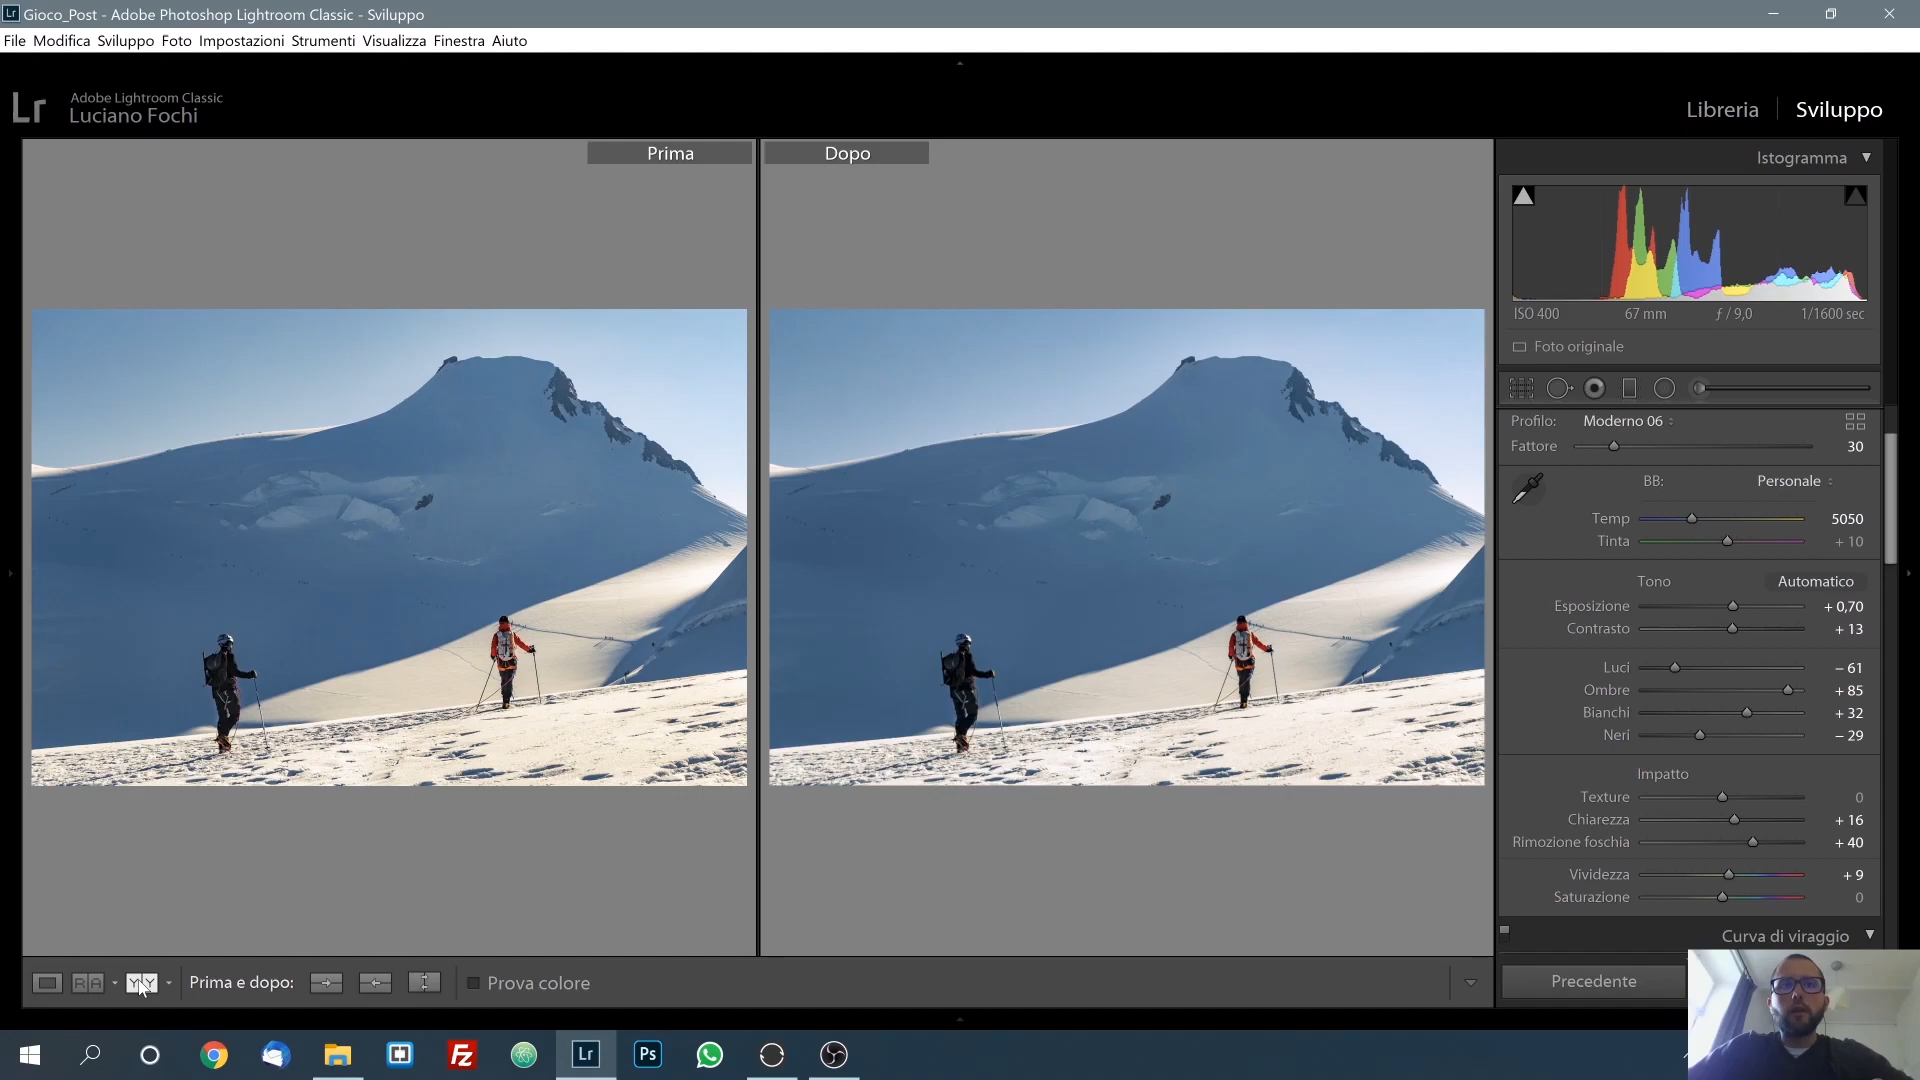 Lr Gioco_Post - Adobe Photoshop Lightroom Classic - Sviluppo
File Modifica Sviluppo Foto Impostazioni Strumenti Visualizza Finestra Aiuto
Lr Adobe Lightroom Classic
Luciano Fochi
Libreria Sviluppo
Prima Dopo
Istogramma
ISO 400 67 mm ƒ / 9,0 1/1600 sec
Foto originale
Profilo: Moderno 06
Fattore 30
BB: Personale
Temp 5050
Tinta + 10
Tono Automatico
Esposizione + 0,70
Contrasto + 13
Luci – 61
Ombre + 85
Bianchi + 32
Neri – 29
Impatto
Texture 0
Chiarezza + 16
Rimozione foschia + 40
Vividezza + 9
Saturazione 0
Curva di viraggio
R A Y Y Prima e dopo: Prova colore
Precedente
Fz Lr Ps